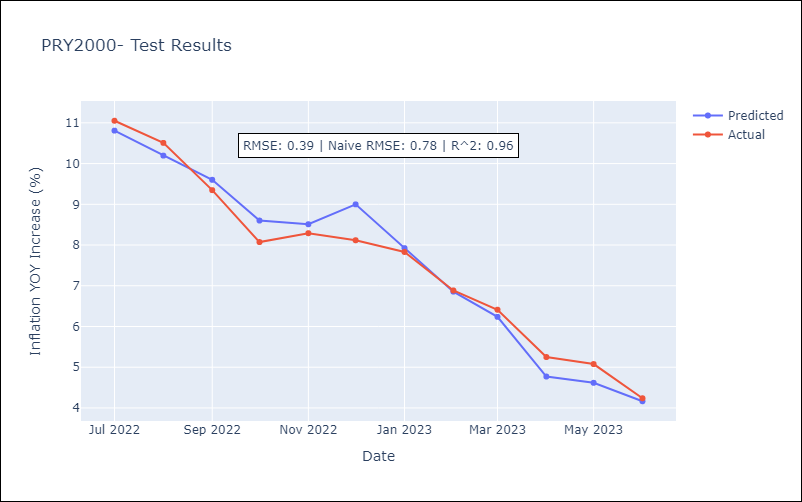 PRY2000- Test Results
Predicted
Actual
RMSE: 0.39 | Naive RMSE: 0.78 | R^2: 0.96
Inflation YOY Increase (%)
11
10
9
8
7
6
5
4
Jul 2022 Sep 2022 Nov 2022 Jan 2023 Mar 2023 May 2023
Date